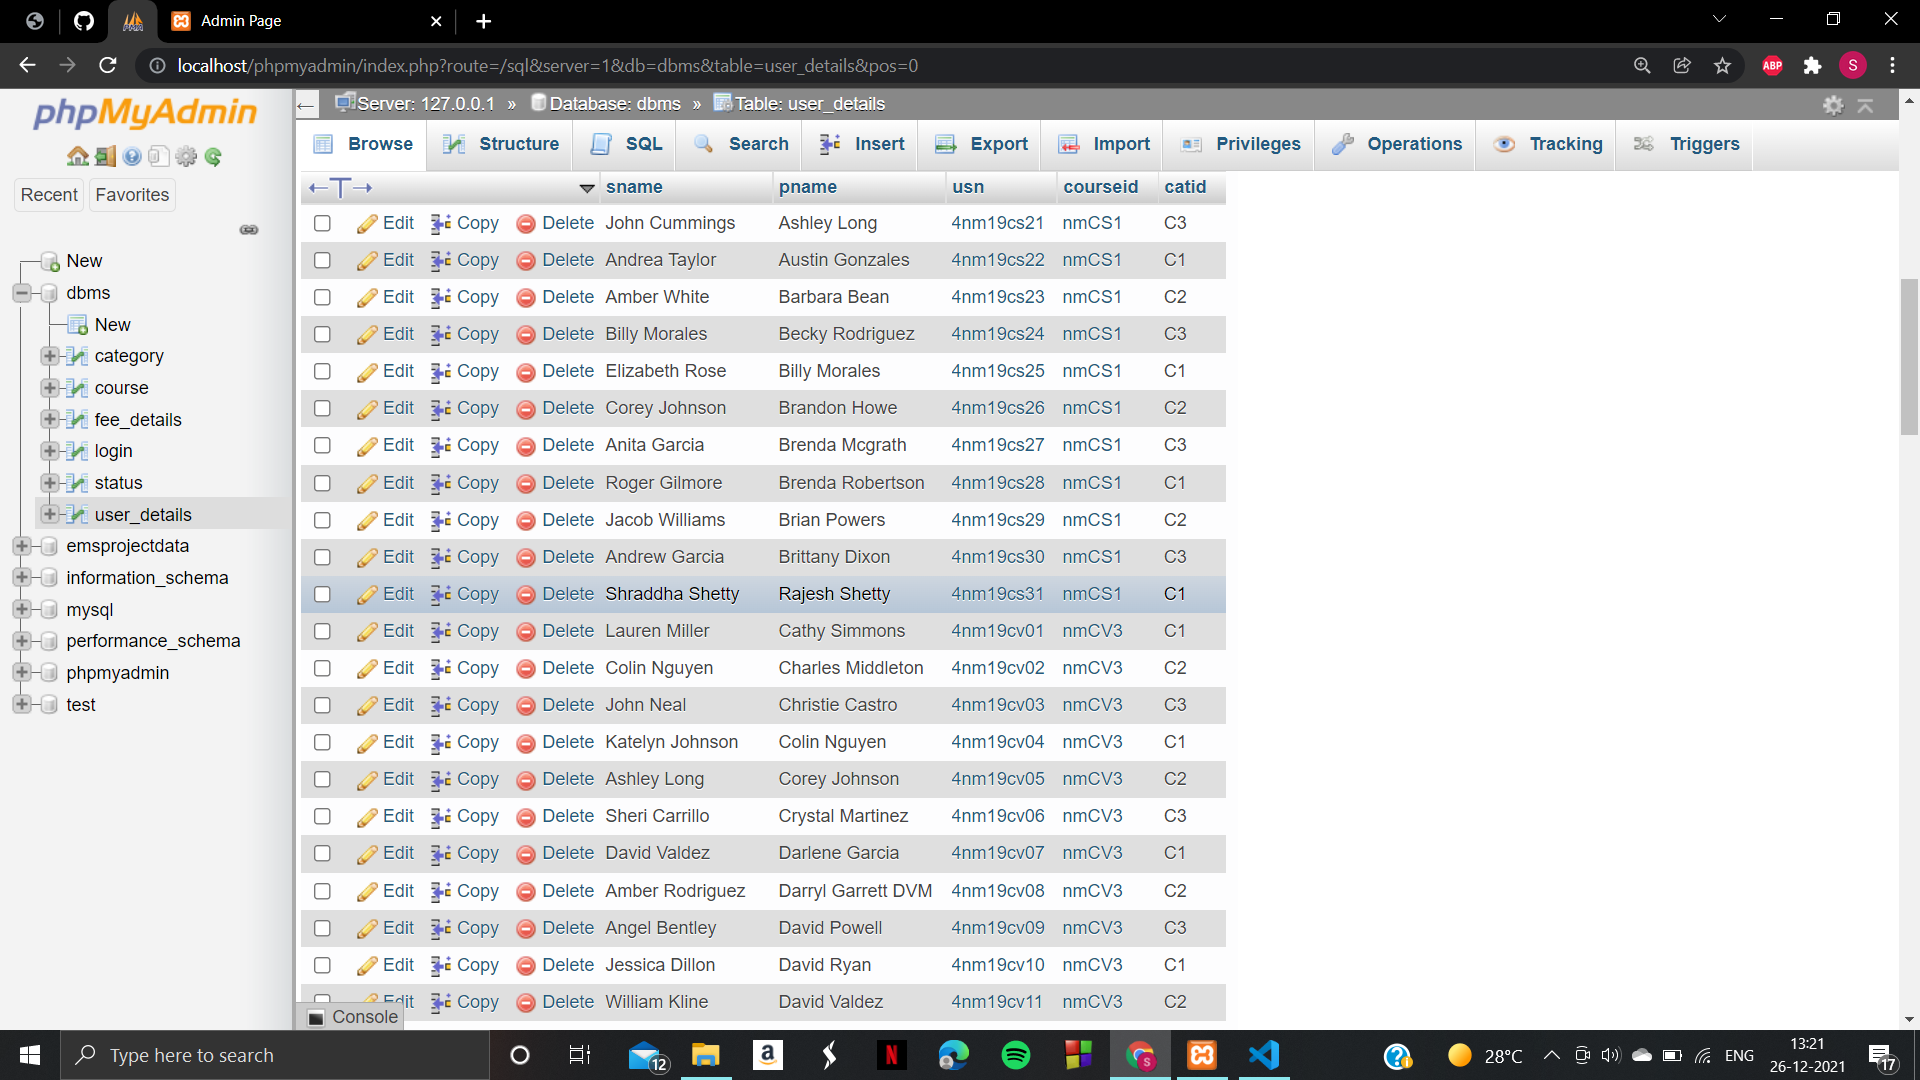 Admin Page
localhost/phpmyadmin/index.php?route=/sql&server=1&db=dbms&table=user_details&pos=0
ABP
S
phpMyAdmin
Recent Favorites
New
dbms
New
category
course
fee_details
login
status
user_details
emsprojectdata
information_schema
mysql
performance_schema
phpmyadmin
test
Server: 127.0.0.1 » Database: dbms » Table: user_details
Browse Structure SQL Search Insert Export Import Privileges Operations Tracking Triggers
←T→ sname pname usn courseid catid
Edit Copy Delete John Cummings Ashley Long 4nm19cs21 nmCS1 C3
Edit Copy Delete Andrea Taylor Austin Gonzales 4nm19cs22 nmCS1 C1
Edit Copy Delete Amber White Barbara Bean 4nm19cs23 nmCS1 C2
Edit Copy Delete Billy Morales Becky Rodriguez 4nm19cs24 nmCS1 C3
Edit Copy Delete Elizabeth Rose Billy Morales 4nm19cs25 nmCS1 C1
Edit Copy Delete Corey Johnson Brandon Howe 4nm19cs26 nmCS1 C2
Edit Copy Delete Anita Garcia Brenda Mcgrath 4nm19cs27 nmCS1 C3
Edit Copy Delete Roger Gilmore Brenda Robertson 4nm19cs28 nmCS1 C1
Edit Copy Delete Jacob Williams Brian Powers 4nm19cs29 nmCS1 C2
Edit Copy Delete Andrew Garcia Brittany Dixon 4nm19cs30 nmCS1 C3
Edit Copy Delete Shraddha Shetty Rajesh Shetty 4nm19cs31 nmCS1 C1
Edit Copy Delete Lauren Miller Cathy Simmons 4nm19cv01 nmCV3 C1
Edit Copy Delete Colin Nguyen Charles Middleton 4nm19cv02 nmCV3 C2
Edit Copy Delete John Neal Christie Castro 4nm19cv03 nmCV3 C3
Edit Copy Delete Katelyn Johnson Colin Nguyen 4nm19cv04 nmCV3 C1
Edit Copy Delete Ashley Long Corey Johnson 4nm19cv05 nmCV3 C2
Edit Copy Delete Sheri Carrillo Crystal Martinez 4nm19cv06 nmCV3 C3
Edit Copy Delete David Valdez Darlene Garcia 4nm19cv07 nmCV3 C1
Edit Copy Delete Amber Rodriguez Darryl Garrett DVM 4nm19cv08 nmCV3 C2
Edit Copy Delete Angel Bentley David Powell 4nm19cv09 nmCV3 C3
Edit Copy Delete Jessica Dillon David Ryan 4nm19cv10 nmCV3 C1
Edit Copy Delete William Kline David Valdez 4nm19cv11 nmCV3 C2
Console
Type here to search
12
28°C
ENG
13:21
26-12-2021
17